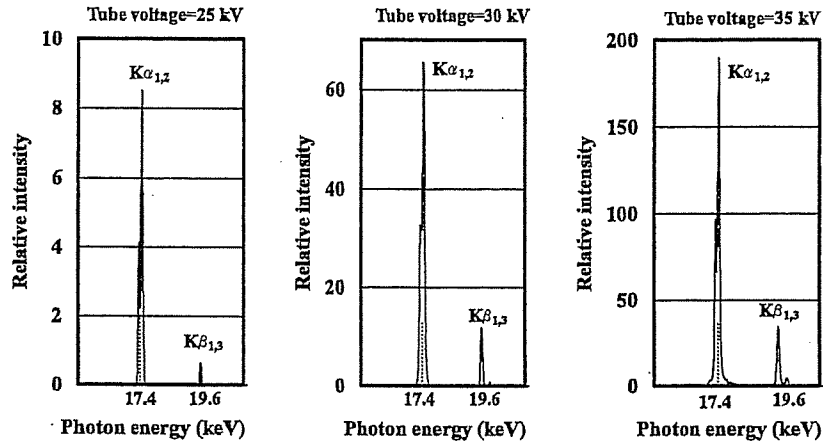 Tube voltage=25 kV
10
8
6
4
2
0
Relative intensity
Kα1,2
Kβ1,3
17.4 19.6
Photon energy (keV)
Tube voltage=30 kV
60
40
20
0
Relative intensity
Kα1,2
Kβ1,3
17.4 19.6
Photon energy (keV)
Tube voltage=35 kV
200
150
100
50
0
Relative intensity
Kα1,2
Kβ1,3
17.4 19.6
Photon energy (keV)